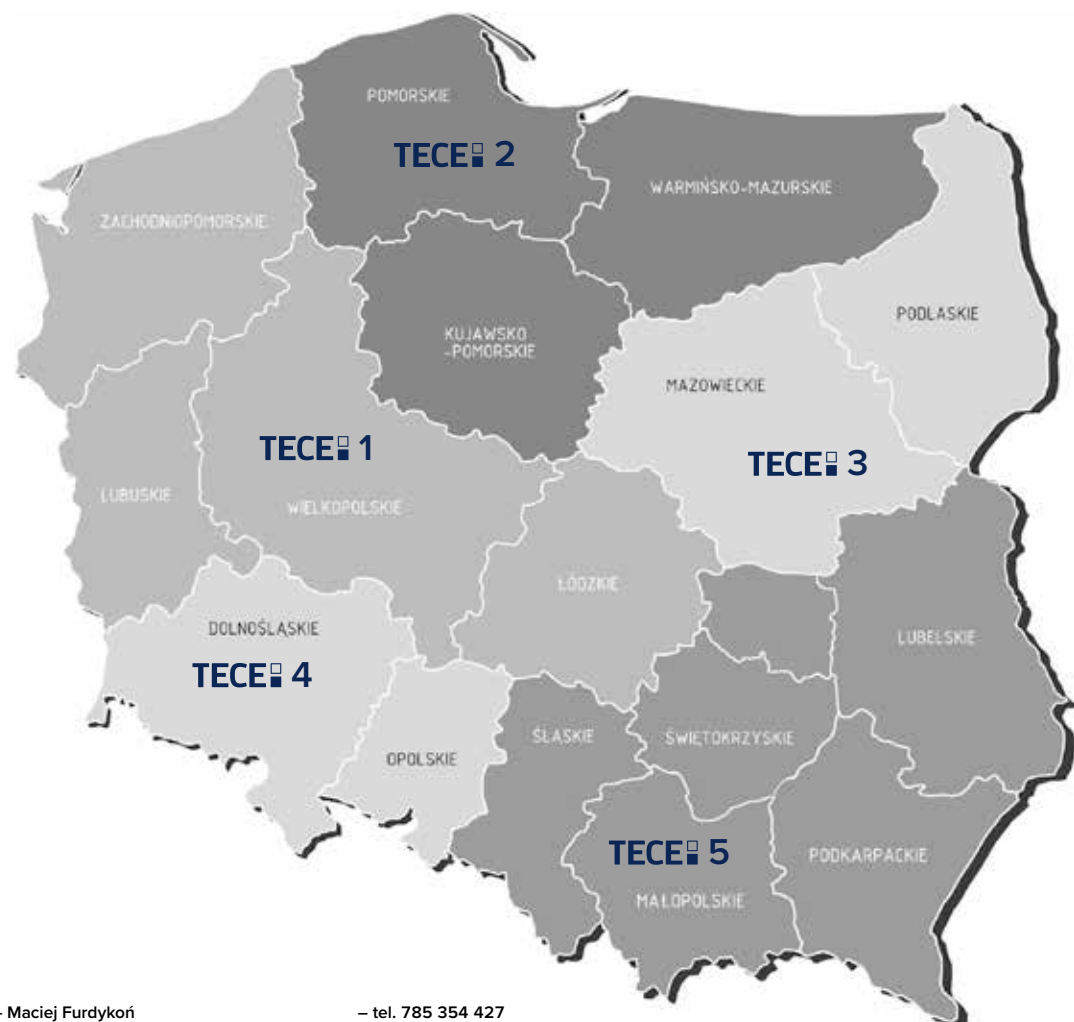 POMORSKIE
TECE 2
WARMIŃSKO-MAZURSKIE
ZACHODNIOPOMORSKIE
PODLASKIE
KUJAWSKO
-POMORSKIE
MAZOWIECKIE
TECE 1
TECE 3
LUBUSKIE
WIELKOPOLSKIE
ŁÓDZKIE
DOLNOŚLĄSKIE
LUBELSKIE
TECE 4
ŚLĄSKIE
ŚWIĘTOKRZYSKIE
OPOLSKIE
TECE 5
PODKARPACKIE
MAŁOPOLSKIE
- Maciej Furdykoń – tel. 785 354 427